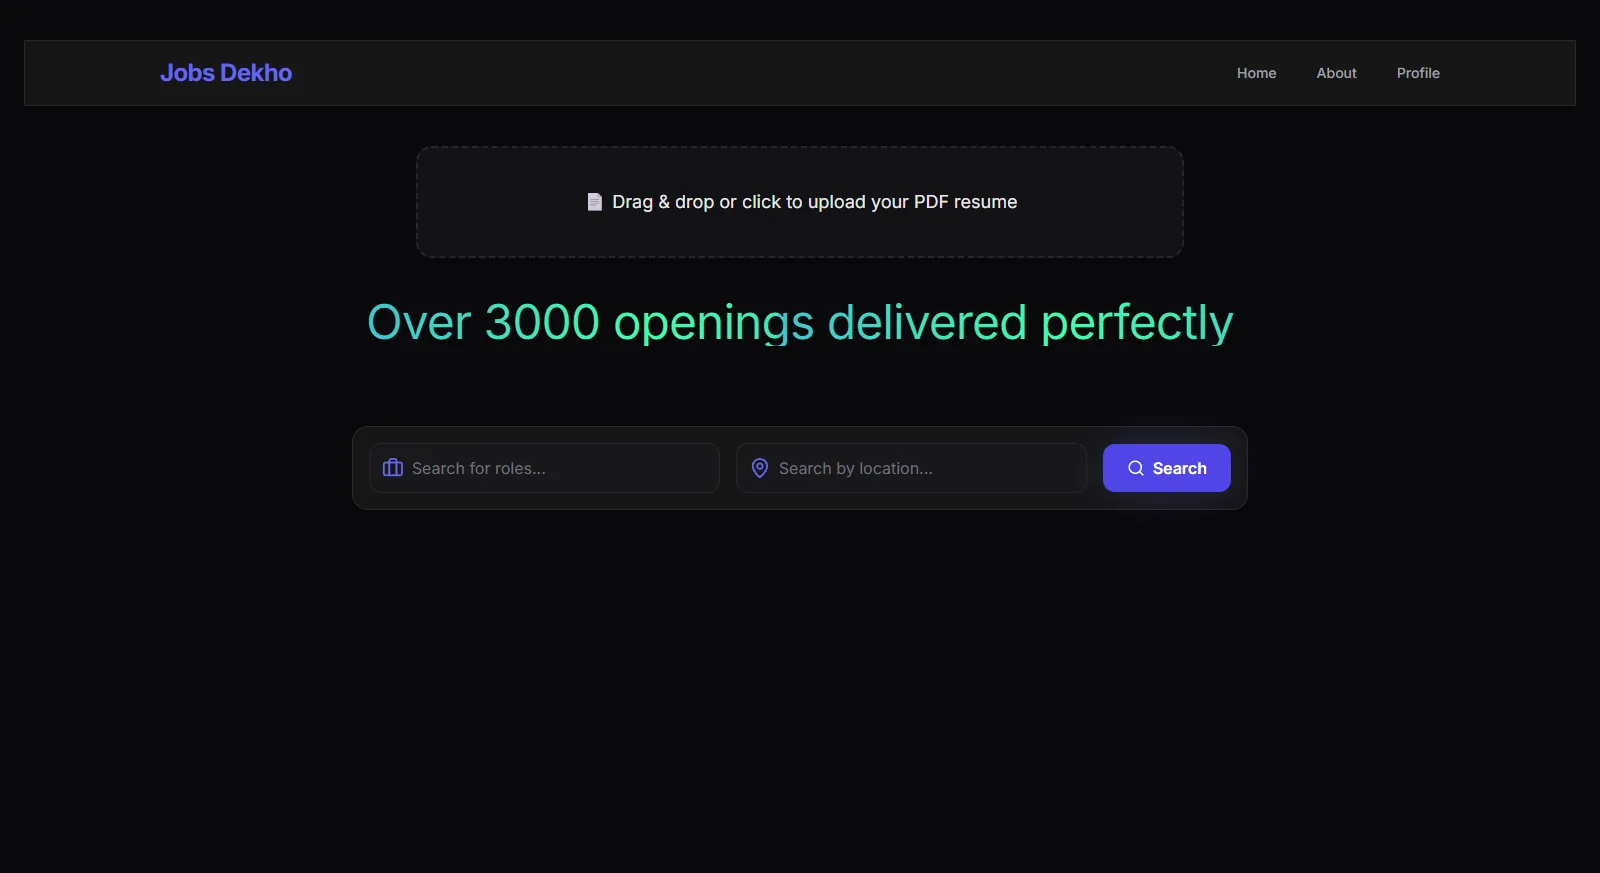 Jobs Dekho
Home About Profile
Drag & drop or click to upload your PDF resume
Over 3000 openings delivered perfectly
Search for roles...
Search by location...
Search